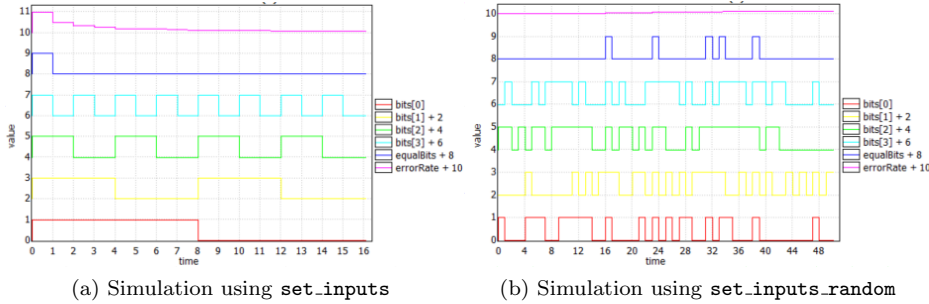 11
10
9
8
7
6
5
4
3
2
1
0
value
0 1 2 3 4 5 6 7 8 9 10 11 12 13 14 15 16
time
bits[0]
bits[1] + 2
bits[2] + 4
bits[3] + 6
equalBits + 8
errorRate + 10
(a) Simulation using set_inputs
10
9
8
7
6
5
4
3
2
1
0
value
0 4 8 12 16 20 24 28 32 36 40 44 48
time
bits[0]
bits[1] + 2
bits[2] + 4
bits[3] + 6
equalBits + 8
errorRate + 10
(b) Simulation using set_inputs_random